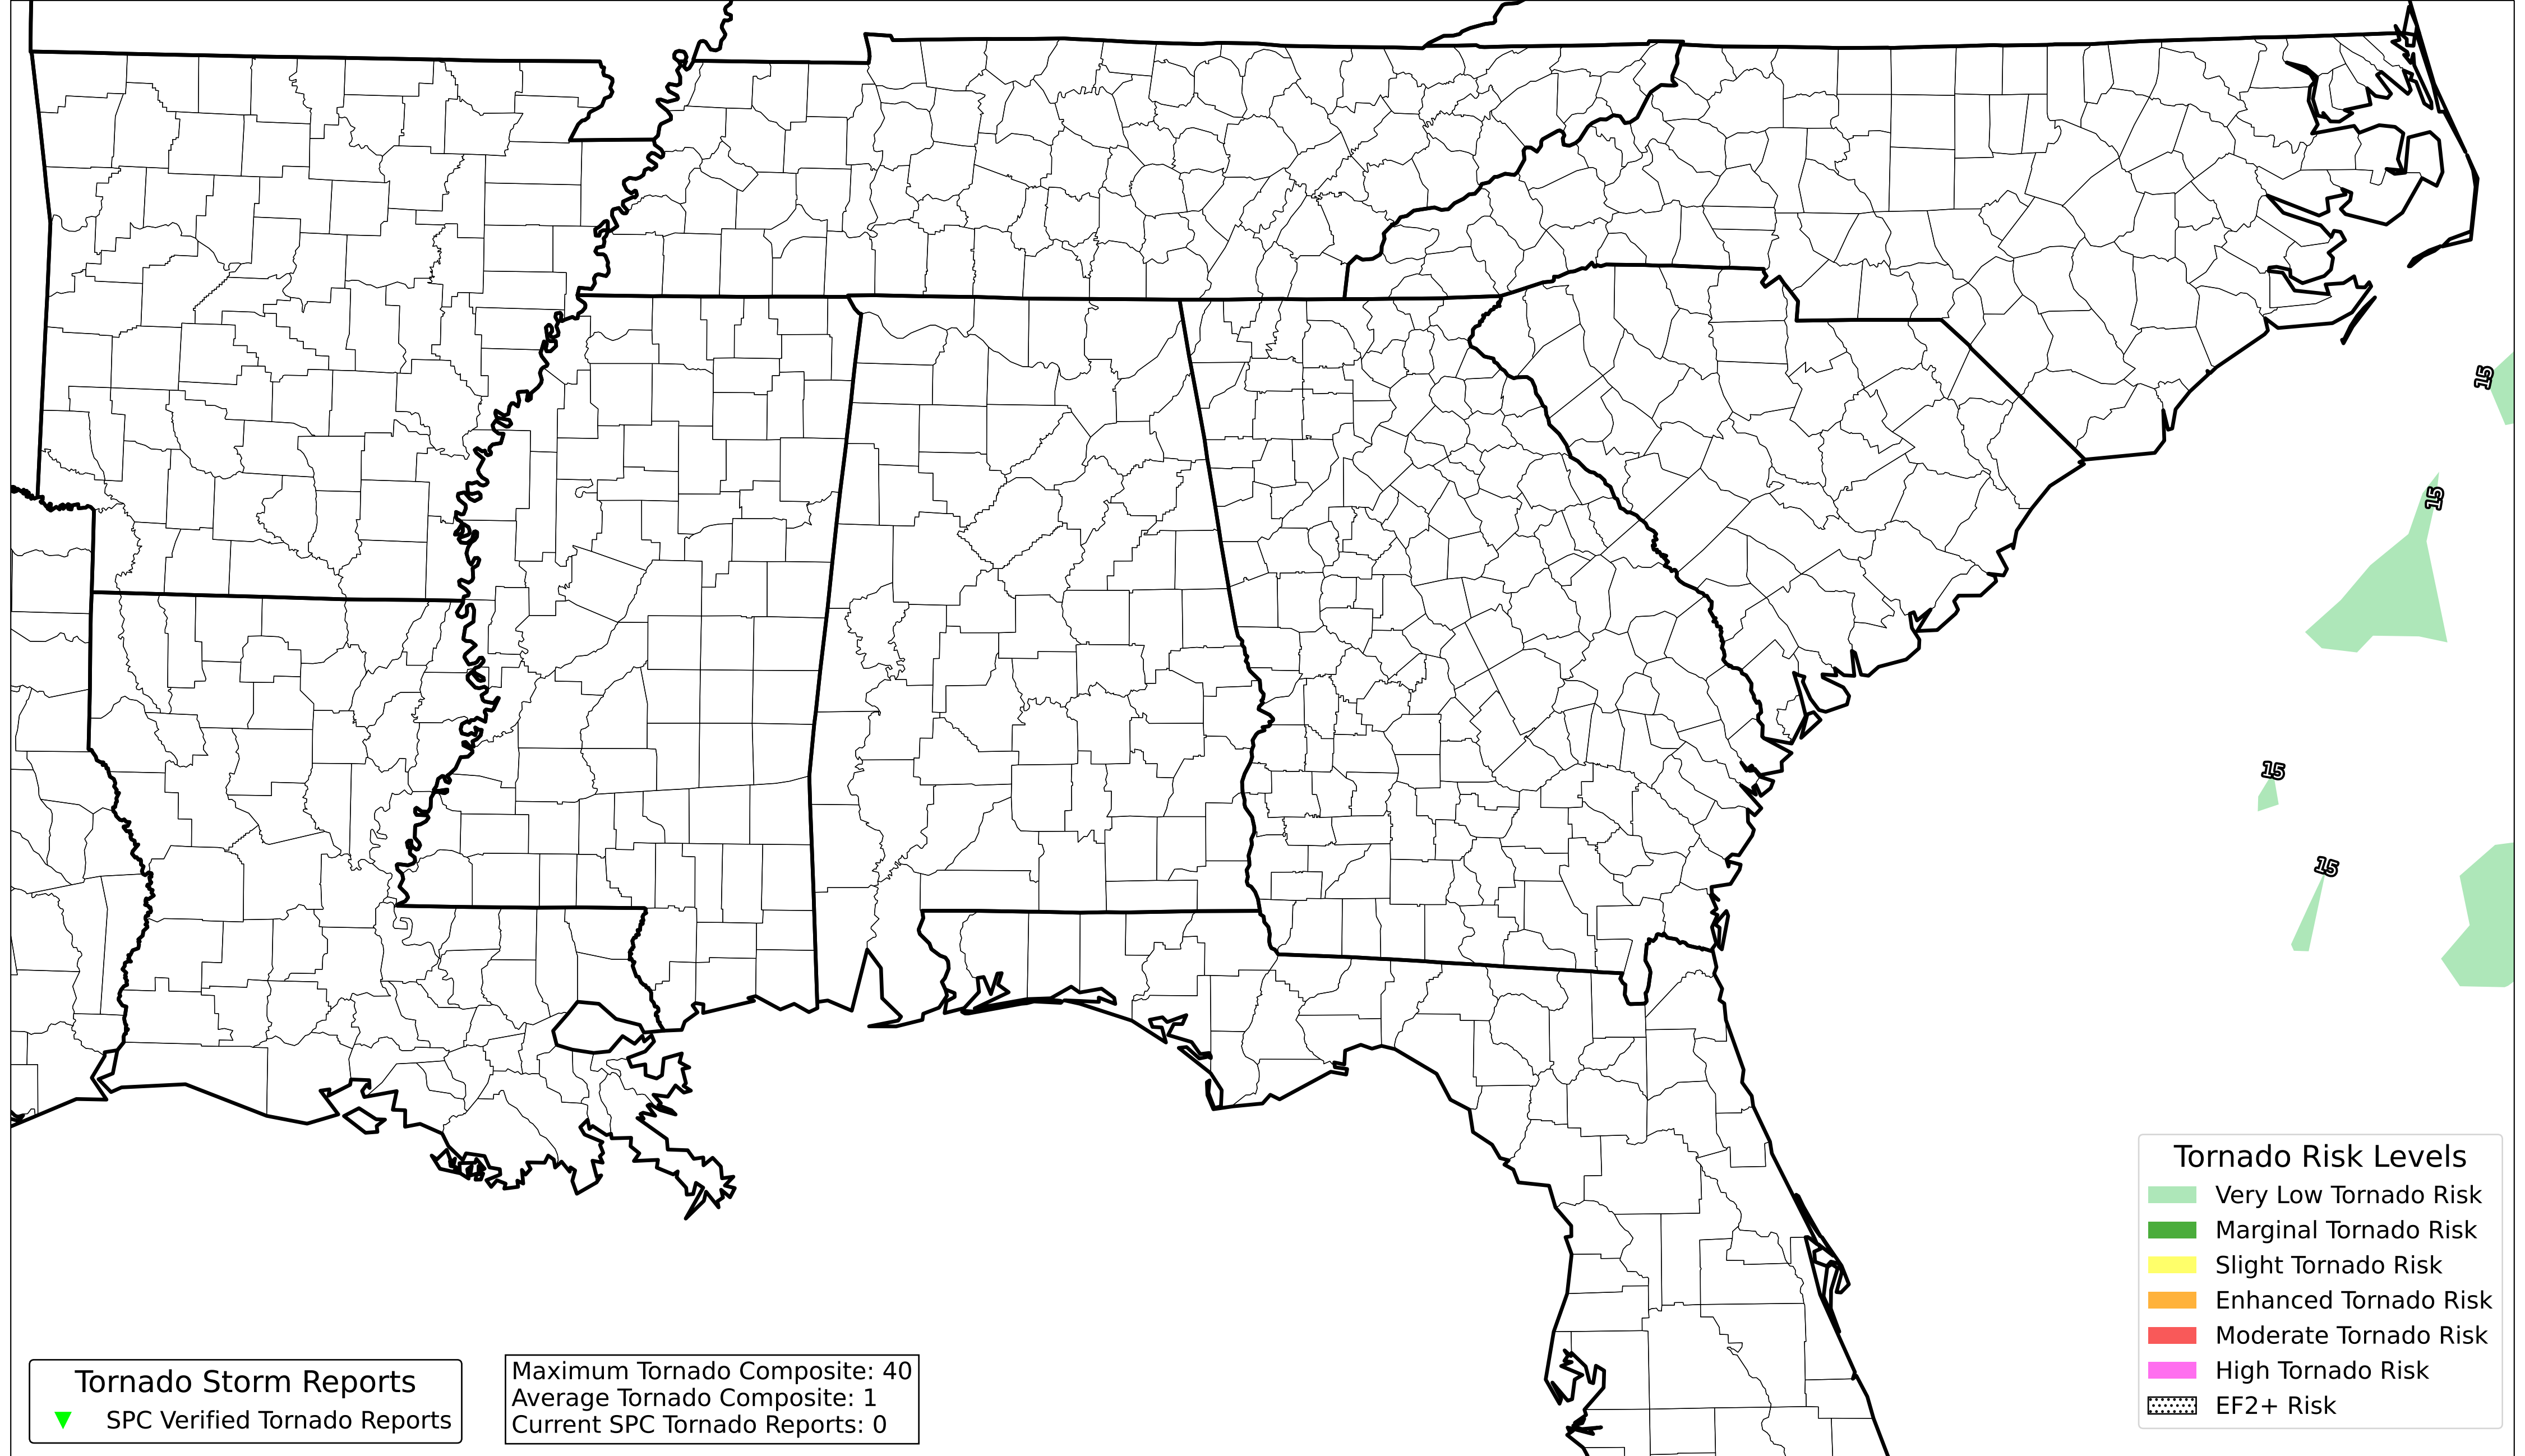 15
15
15
15
Tornado Risk Levels
Very Low Tornado Risk
Marginal Tornado Risk
Slight Tornado Risk
Enhanced Tornado Risk
Moderate Tornado Risk
High Tornado Risk
EF2+ Risk
Tornado Storm Reports
SPC Verified Tornado Reports
Maximum Tornado Composite: 40
Average Tornado Composite: 1
Current SPC Tornado Reports: 0